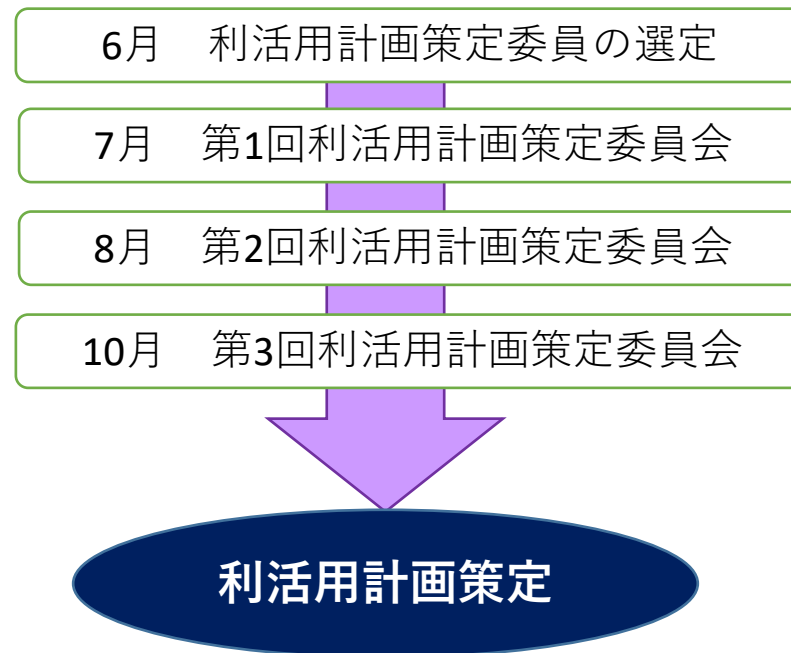 6月　利活用計画策定委員の選定
7月　第1回利活用計画策定委員会
8月　第2回利活用計画策定委員会
10月　第3回利活用計画策定委員会
利活用計画策定